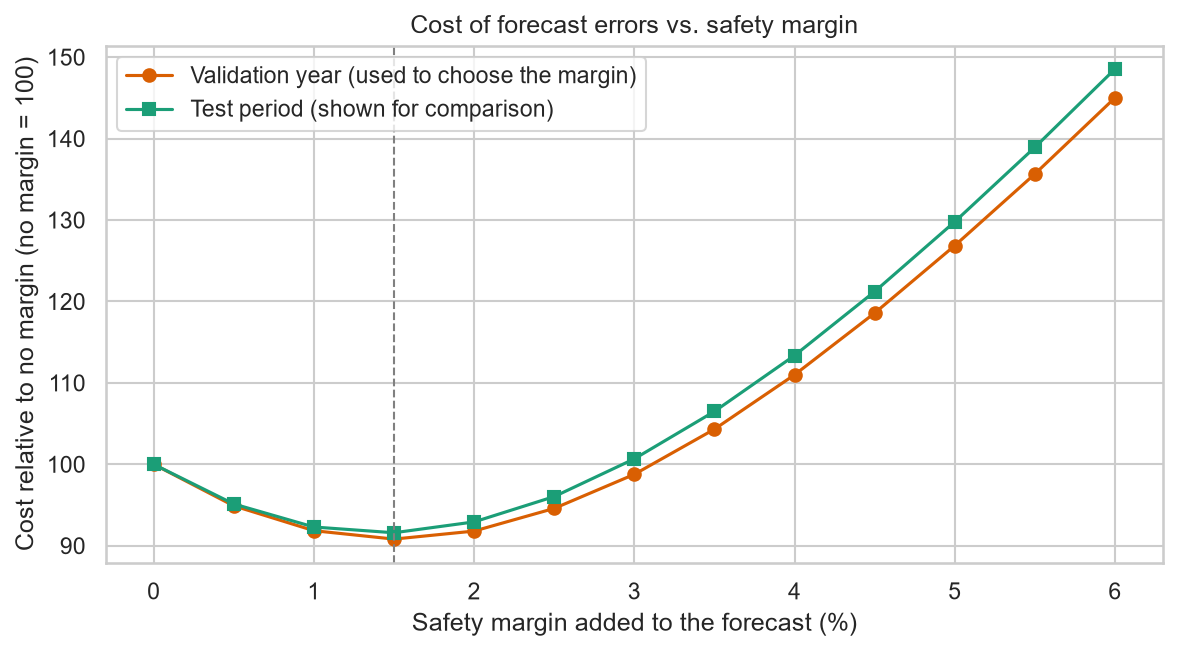 Cost of forecast errors vs. safety margin
Cost relative to no margin (no margin = 100)
150
140
130
120
110
100
90
Validation year (used to choose the margin)
Test period (shown for comparison)
0 1 2 3 4 5 6
Safety margin added to the forecast (%)